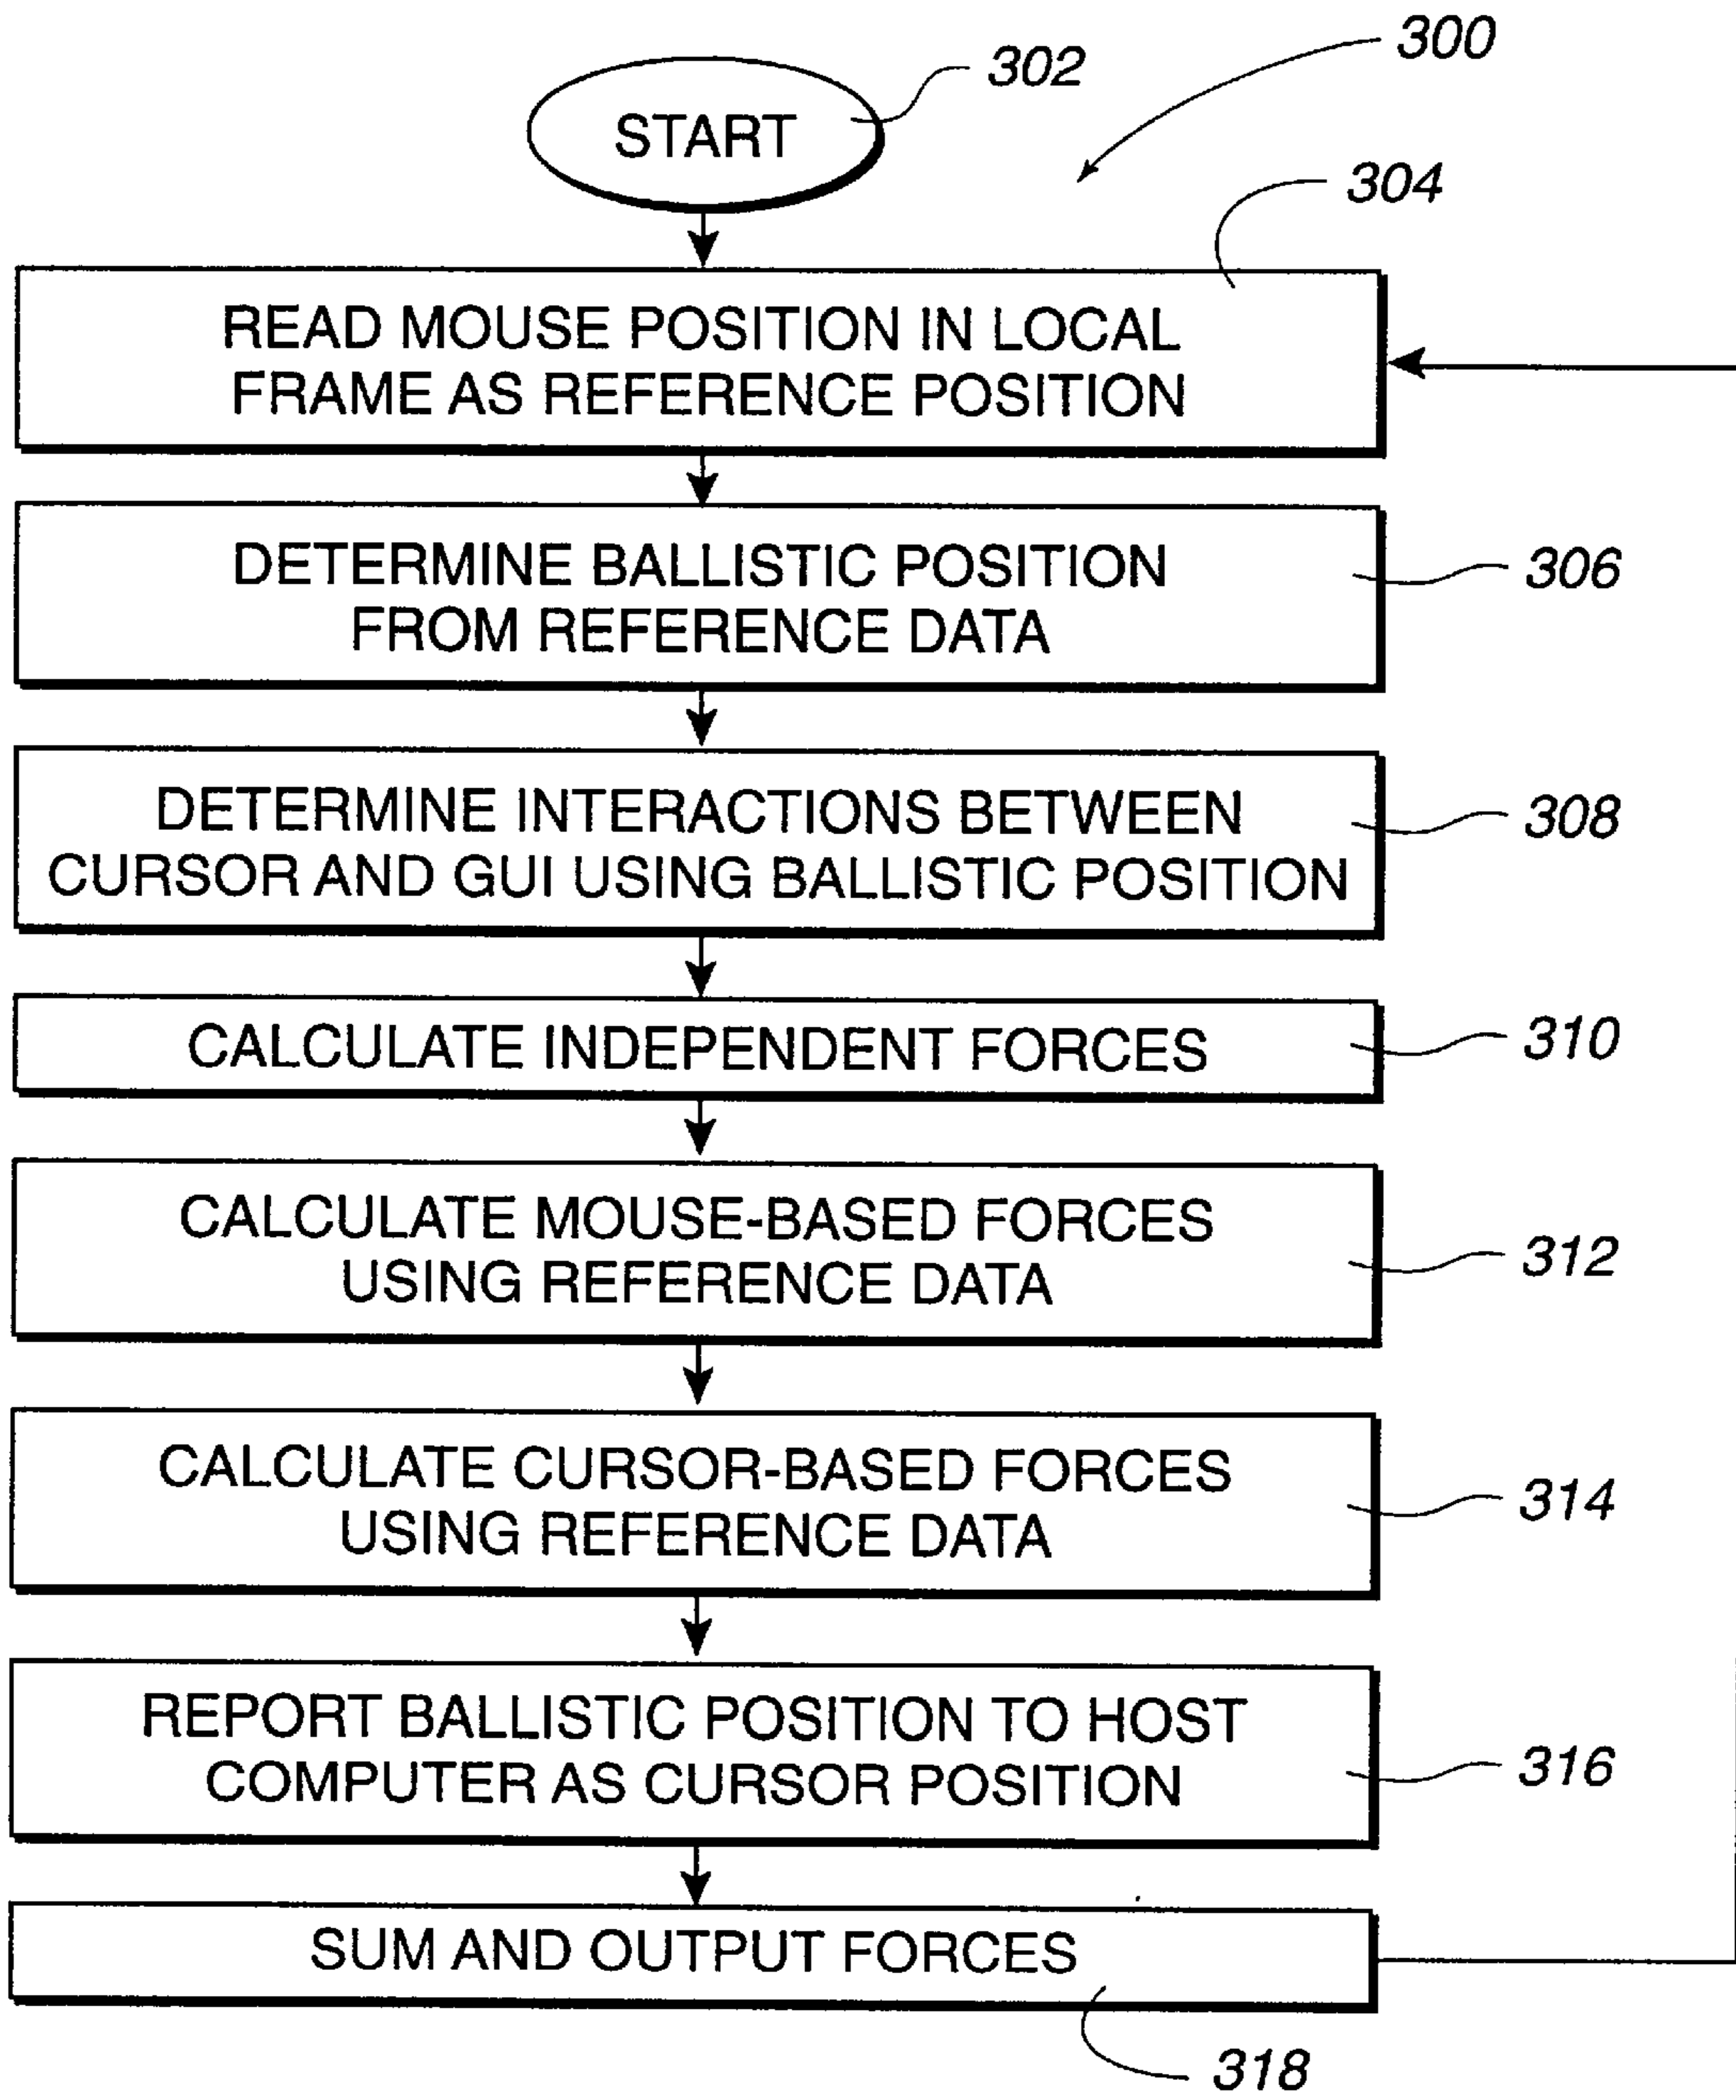 300
302
START
304
READ MOUSE POSITION IN LOCAL
FRAME AS REFERENCE POSITION
DETERMINE BALLISTIC POSITION
FROM REFERENCE DATA
306
DETERMINE INTERACTIONS BETWEEN
CURSOR AND GUI USING BALLISTIC POSITION
308
CALCULATE INDEPENDENT FORCES
310
CALCULATE MOUSE-BASED FORCES
USING REFERENCE DATA
312
CALCULATE CURSOR-BASED FORCES
USING REFERENCE DATA
314
REPORT BALLISTIC POSITION TO HOST
COMPUTER AS CURSOR POSITION
316
SUM AND OUTPUT FORCES
318